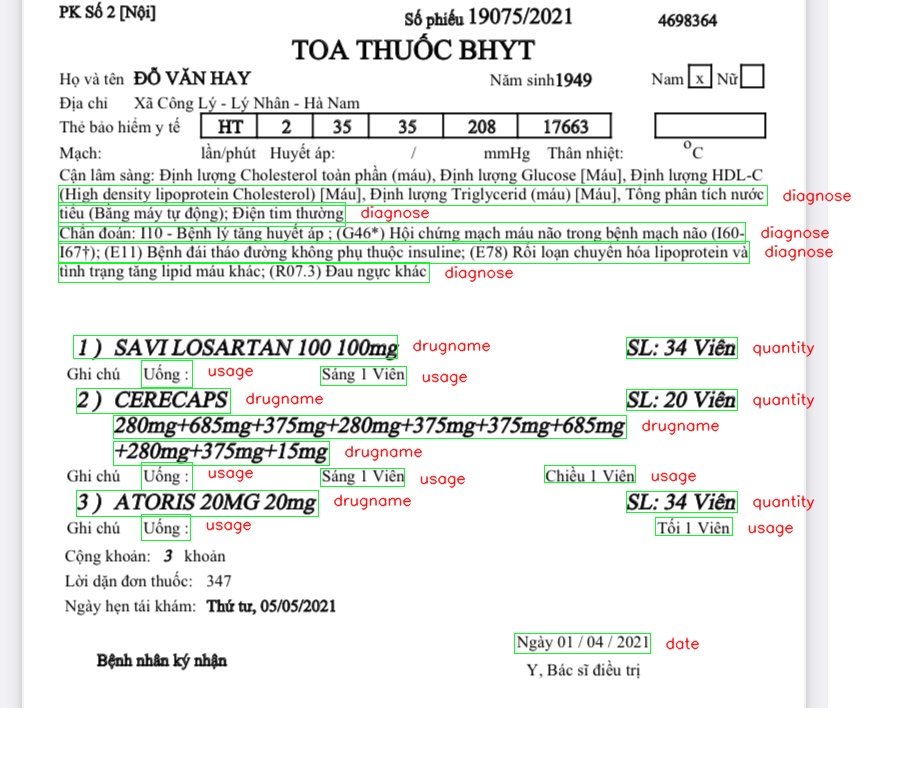 PK Số 2 [Nội] Số phiếu 19075/2021 4698364
TOA THUỐC BHYT
Họ và tên ĐỖ VĂN HAY Năm sinh1949 Nam x Nữ
Địa chỉ Xã Công Lý - Lý Nhân - Hà Nam
Thẻ bảo hiểm y tế HT 2 35 35 208 17663
Mạch: lần/phút Huyết áp: / mmHg Thân nhiệt: °C
Cận lâm sàng: Định lượng Cholesterol toàn phần (máu), Định lượng Glucose [Máu], Định lượng HDL-C
(High density lipoprotein Cholesterol) [Máu], Định lượng Triglycerid (máu) [Máu], Tổng phân tích nước diagnose
tiểu (Bằng máy tự động); Điện tim thường diagnose
Chẩn đoán: I10 - Bệnh lý tăng huyết áp ; (G46*) Hội chứng mạch máu não trong bệnh mạch não (I60- diagnose
I67†); (E11) Bệnh đái tháo đường không phụ thuộc insuline; (E78) Rối loạn chuyển hóa lipoprotein và diagnose
tình trạng tăng lipid máu khác; (R07.3) Đau ngực khác diagnose
1 ) SAVI LOSARTAN 100 100mg drugname SL: 34 Viên quantity
Ghi chú Uống : usage Sáng 1 Viên usage
2 ) CERECAPS drugname SL: 20 Viên quantity
280mg+685mg+375mg+280mg+375mg+375mg+685mg drugname
+280mg+375mg+15mg drugname
Ghi chú Uống : usage Sáng 1 Viên usage Chiều 1 Viên usage
3 ) ATORIS 20MG 20mg drugname SL: 34 Viên quantity
Ghi chú Uống : usage Tối 1 Viên usage
Cộng khoản: 3 khoản
Lời dặn đơn thuốc: 347
Ngày hẹn tái khám: Thứ tư, 05/05/2021
Ngày 01 / 04 / 2021 date
Bệnh nhân ký nhận Y, Bác sĩ điều trị